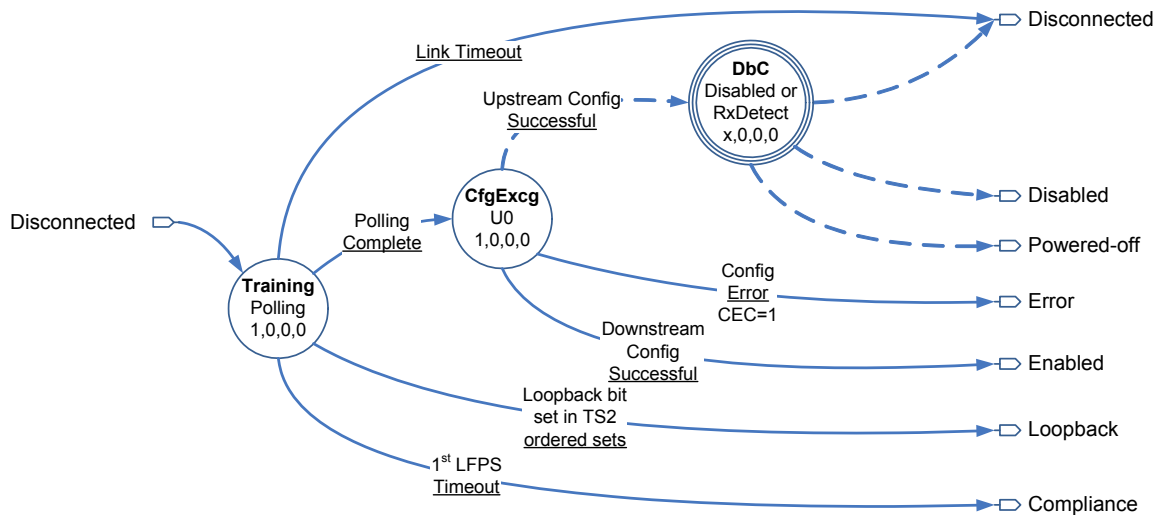 Disconnected
Link Timeout
DbC
Disabled or
RxDetect
x,0,0,0
Upstream Config
Successful
Disabled
CfgExcg
U0
1,0,0,0
Disconnected
Polling
Complete
Powered-off
Training
Polling
1,0,0,0
Config
Error
CEC=1
Error
Downstream
Config
Successful
Enabled
Loopback bit
set in TS2
ordered sets
Loopback
1st LFPS
Timeout
Compliance